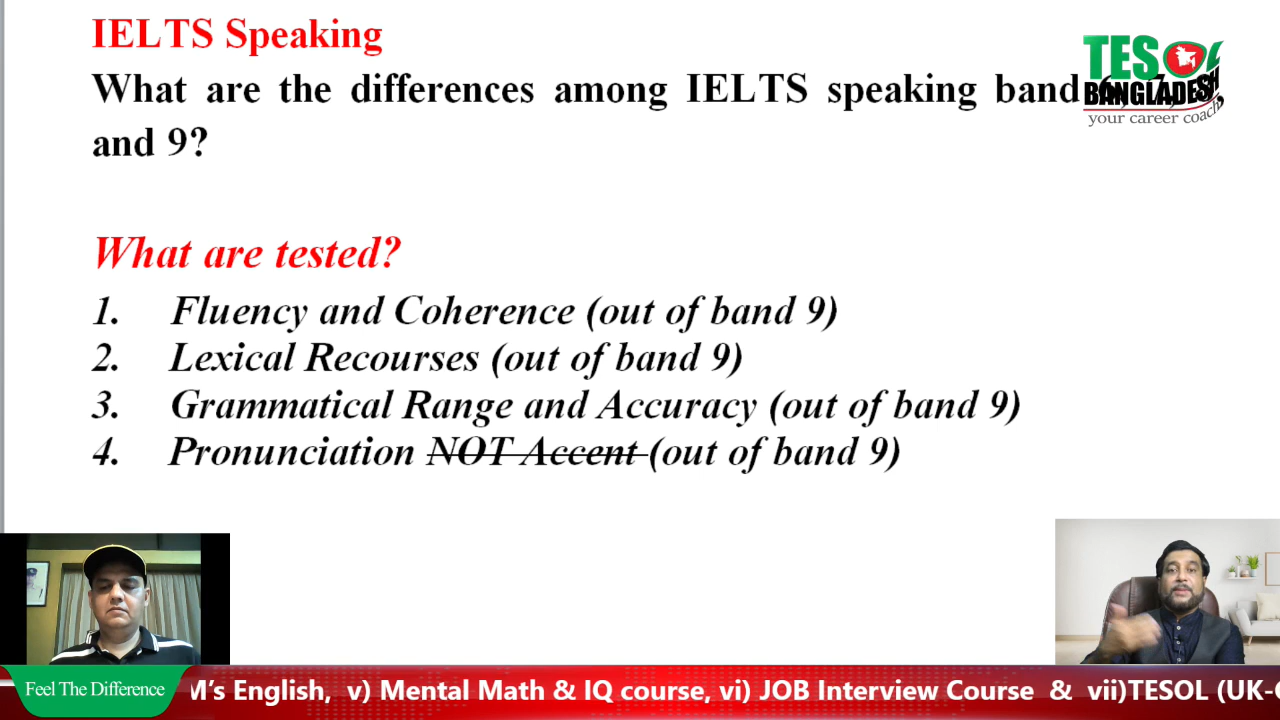 IELTS Speaking
What are the differences among IELTS speaking band
and 9?
TESOL
BANGLADESH
your career coach
What are tested?
1. Fluency and Coherence (out of band 9)
2. Lexical Recourses (out of band 9)
3. Grammatical Range and Accuracy (out of band 9)
4. Pronunciation NOT Accent (out of band 9)
Feel The Difference
M's English, v) Mental Math & IQ course, vi) JOB Interview Course & vii)TESOL (UK-